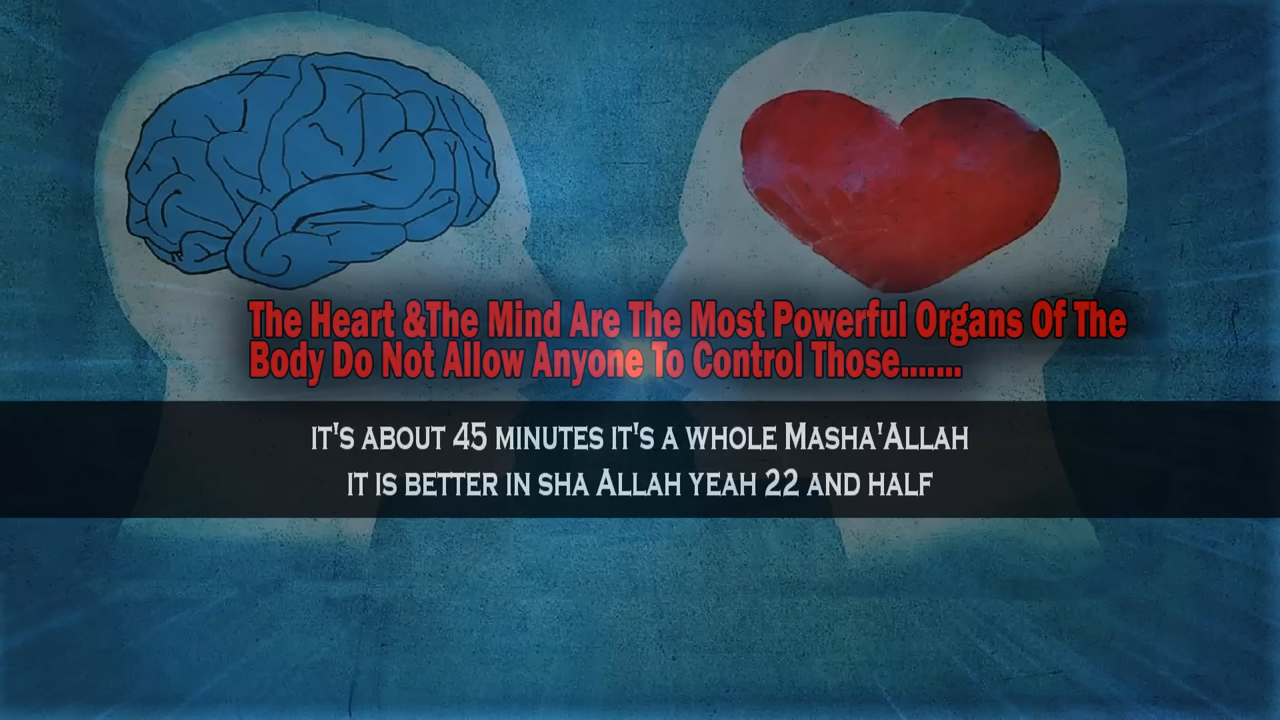 The Heart &The Mind Are The Most Powerful Organs Of The
Body Do Not Allow Anyone To Control Those.......
IT'S ABOUT 45 MINUTES IT'S A WHOLE MASHA'ALLAH
IT IS BETTER IN SHA ALLAH YEAH 22 AND HALF